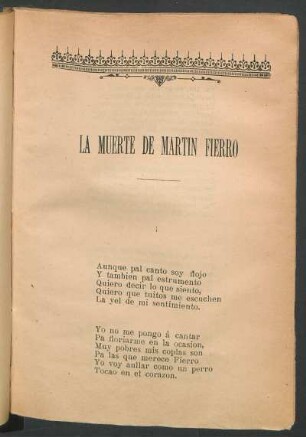 LA MUERTE DE MARTIN FIERRO
I
Aunque pal canto soy flojo
Y tambien pal estrumento
Quiero decir lo que siento,
Quiero que tuitos me escuchen
La yel de mi sentimiento.
Yo no me pongo á cantar
Pa floriarme en la ocasion,
Muy pobres mis coplas son
Pa las que merece Fierro
Yo voy aullar como un perro
Tocao en el corazon.